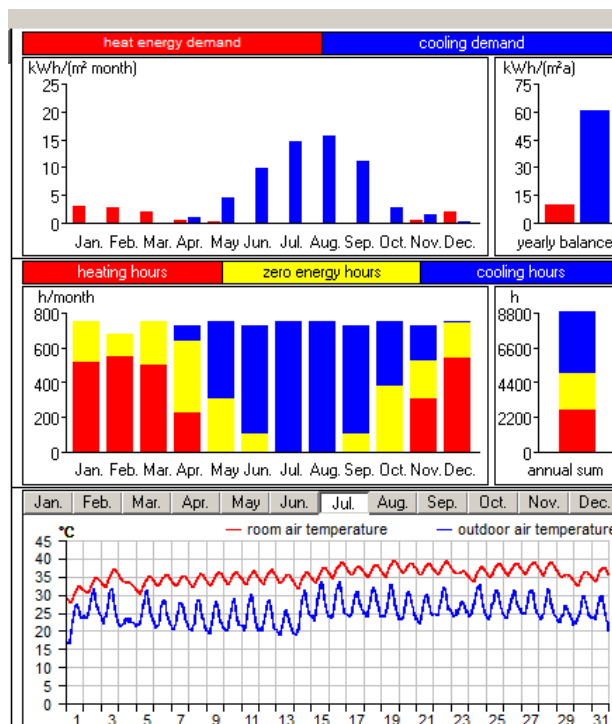 heat energy demand cooling demand
kWh/(m² month) kWh/(m²a)
25 75
20 60
15 45
10 30
5 15
0 0
Jan. Feb. Mar. Apr. May Jun. Jul. Aug. Sep. Oct. Nov. Dec. yearly balance
heating hours zero energy hours cooling hours
h/month h
800 8800
600 6600
400 4400
200 2200
0 0
Jan. Feb. Mar. Apr. May Jun. Jul. Aug. Sep. Oct. Nov. Dec. annual sum
Jan. Feb. Mar. Apr. May Jun. Jul. Aug. Sep. Oct. Nov. Dec.
°C room air temperature outdoor air temperature
45
40
35
30
25
20
15
10
5
0
1 3 5 7 9 11 13 15 17 19 21 23 25 27 29 31